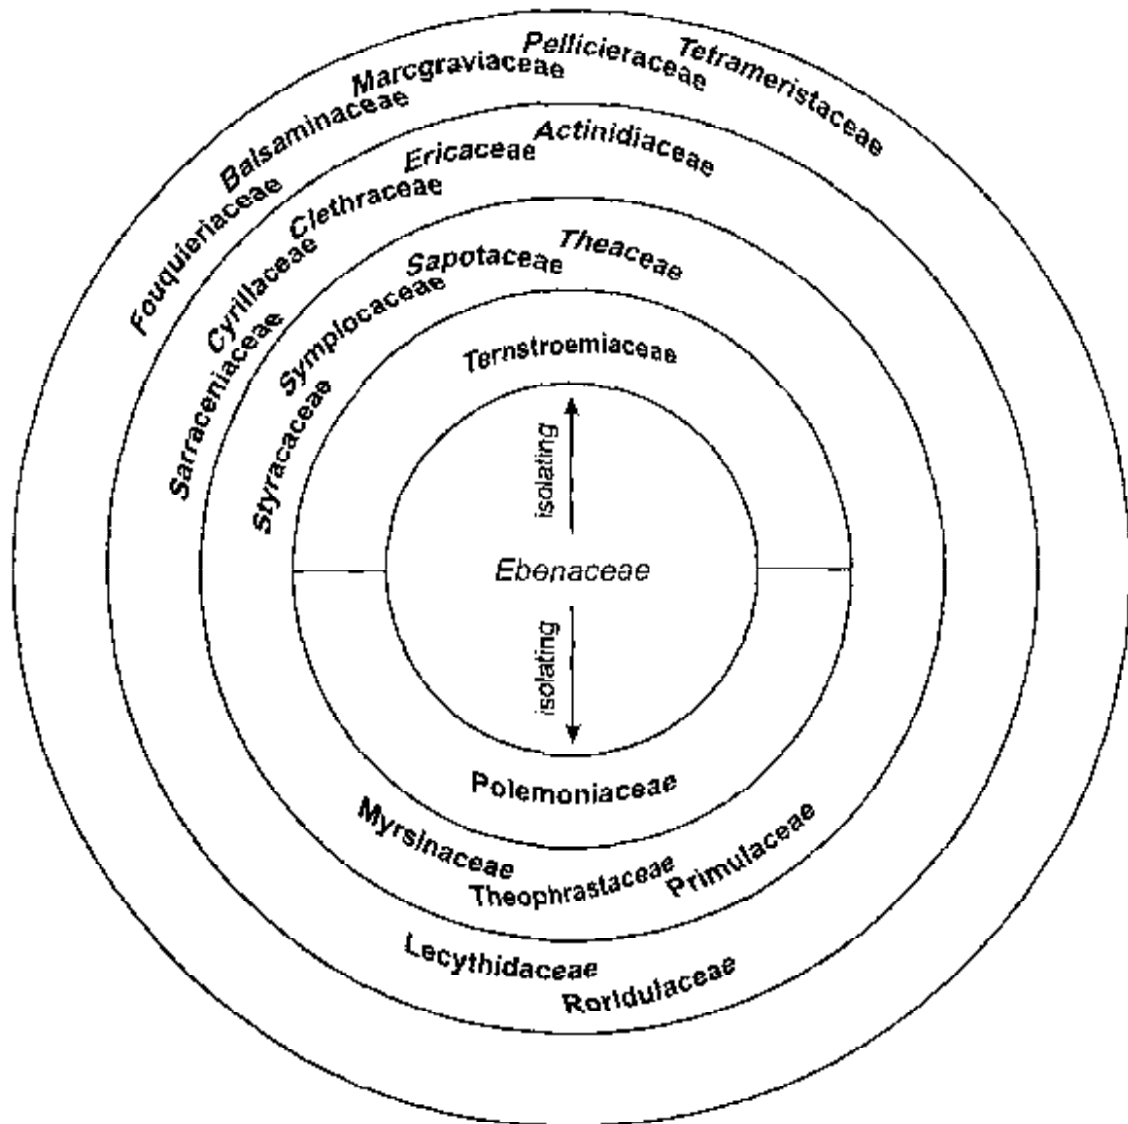 Tetrameristaceae
Pellicieraceae
Marcgraviaceae
Balsaminaceae
Fouquieriaceae
Actinidiaceae
Ericaceae
Clethraceae
Cyrillaceae
Sarraceniaceae
Theaceae
Sapotaceae
Symplocaceae
Styracaceae
Ternstroemiaceae
isolating
Ebenaceae
isolating
Polemoniaceae
Myrsinaceae
Theophrastaceae
Primulaceae
Lecythidaceae
Roridulaceae